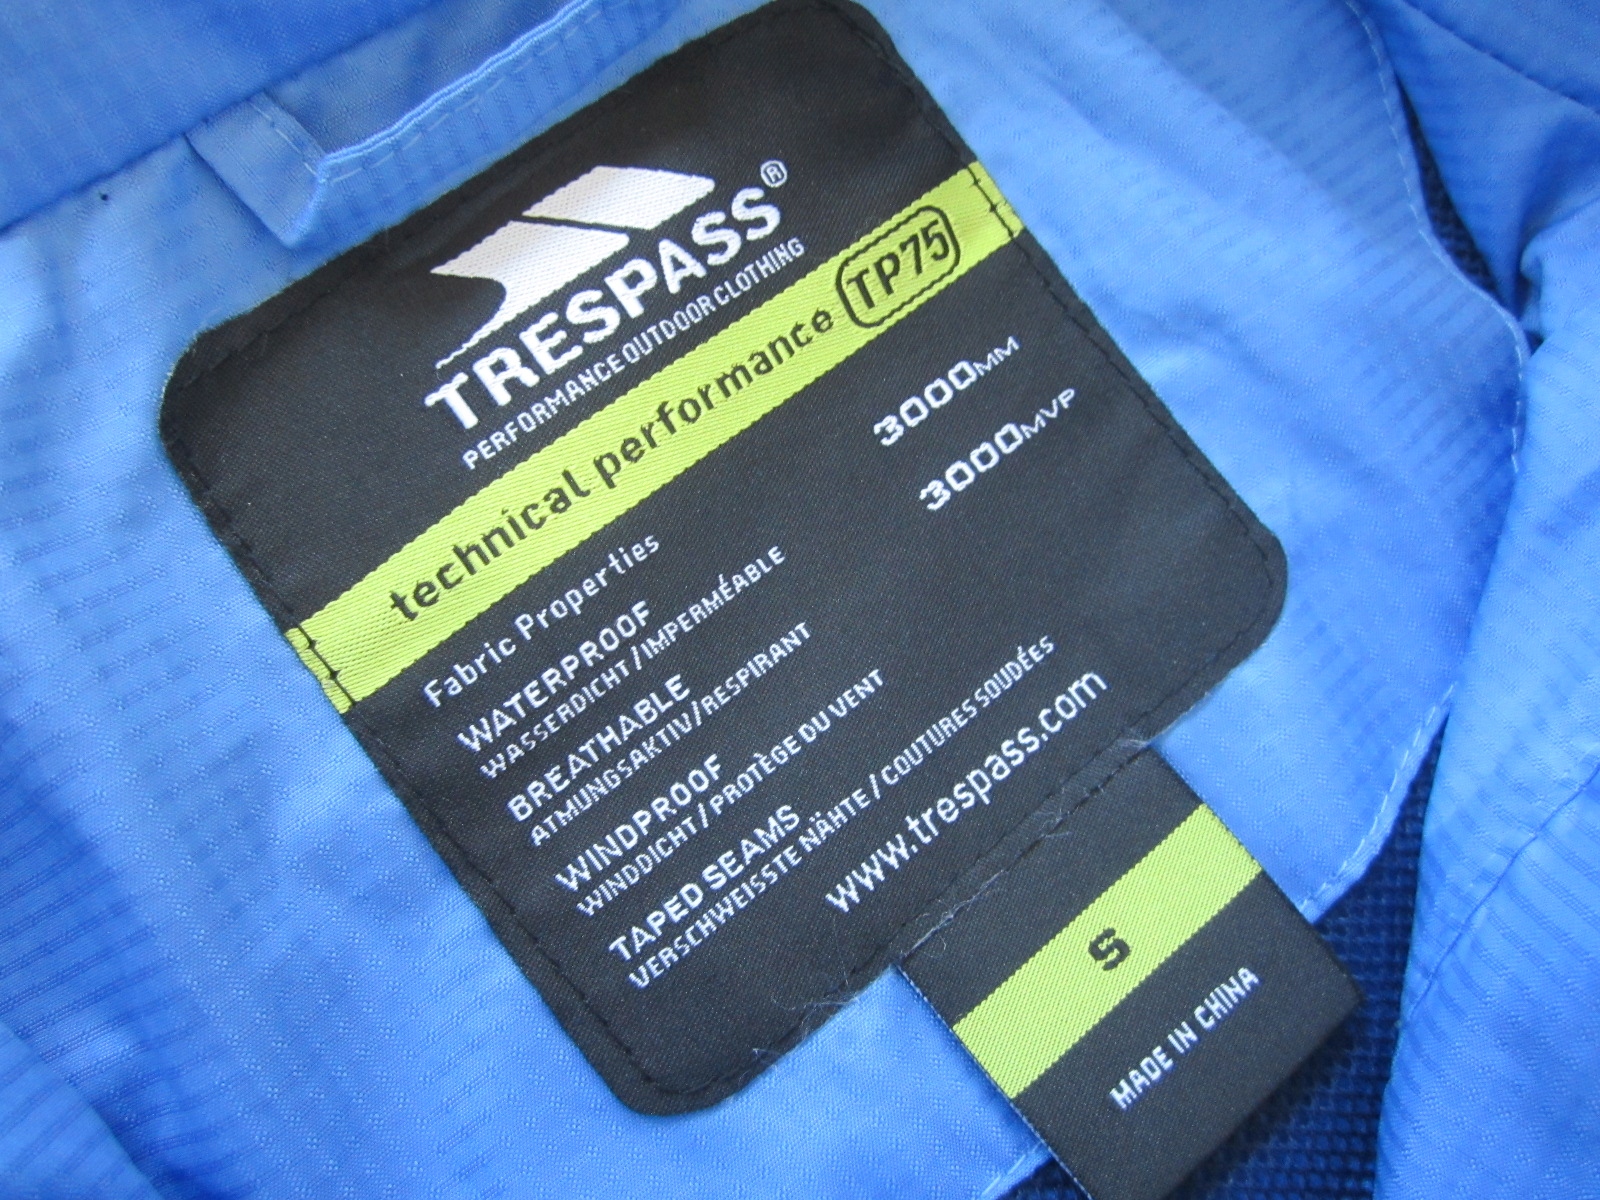 TRESPASS®
PERFORMANCE OUTDOOR CLOTHING
technical performance TP75
Fabric Properties
WATERPROOF 3000MM
WASSERDICHT / IMPERMÉABLE
BREATHABLE 3000MVP
ATMUNGSAKTIV/RESPIRANT
WINDPROOF
WINDDICHT/PROTÈGE DU VENT
TAPED SEAMS
VERSCHWEISSTE NÄHTE / COUTURES SOUDÉES
www.trespass.com
S
MADE IN CHINA